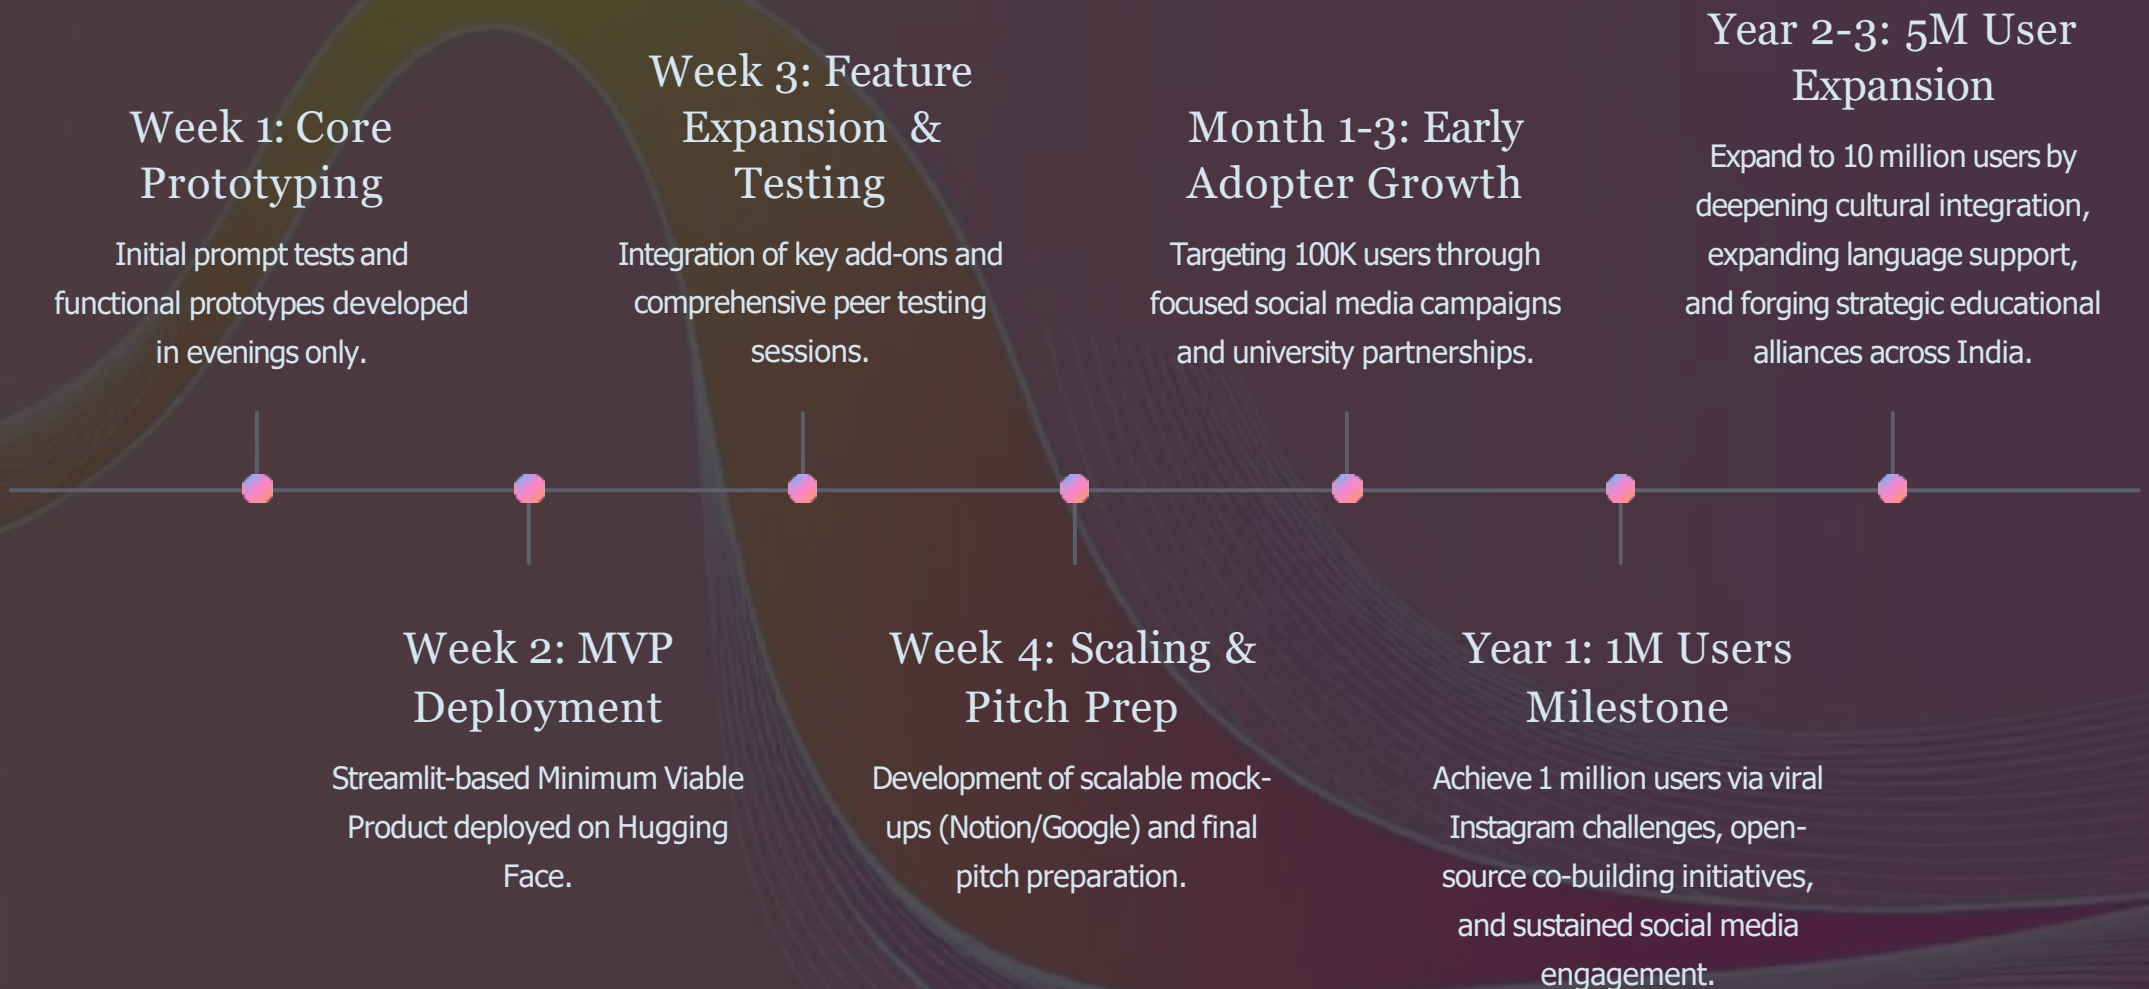 Week 1: Core
Prototyping
Initial prompt tests and
functional prototypes developed
in evenings only.
Week 2: MVP
Deployment
Streamlit-based Minimum Viable
Product deployed on Hugging
Face.
Week 3: Feature
Expansion &
Testing
Integration of key add-ons and
comprehensive peer testing
sessions.
Week 4: Scaling &
Pitch Prep
Development of scalable mock-
ups (Notion/Google) and final
pitch preparation.
Month 1-3: Early
Adopter Growth
Targeting 100K users through
focused social media campaigns
and university partnerships.
Year 1: 1M Users
Milestone
Achieve 1 million users via viral
Instagram challenges, open-
source co-building initiatives,
and sustained social media
engagement.
Year 2-3: 5M User
Expansion
Expand to 10 million users by
deepening cultural integration,
expanding language support,
and forging strategic educational
alliances across India.